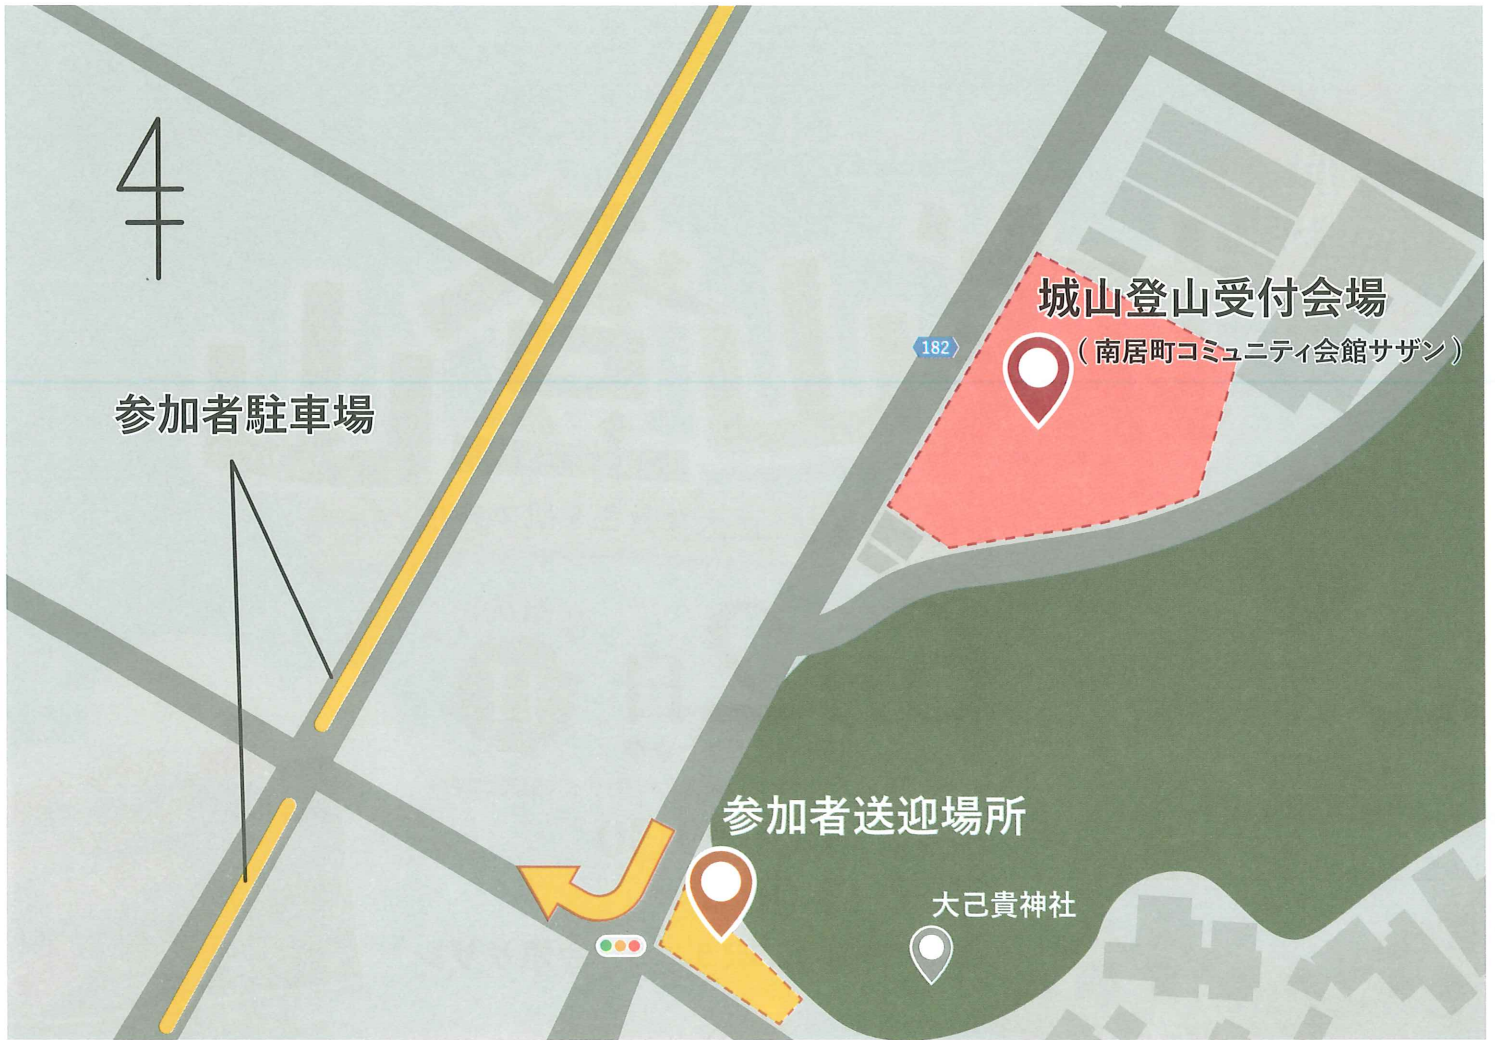 城山登山受付会場
182
（南居町コミュニティ会館サザン）
参加者駐車場
参加者送迎場所
大己貴神社